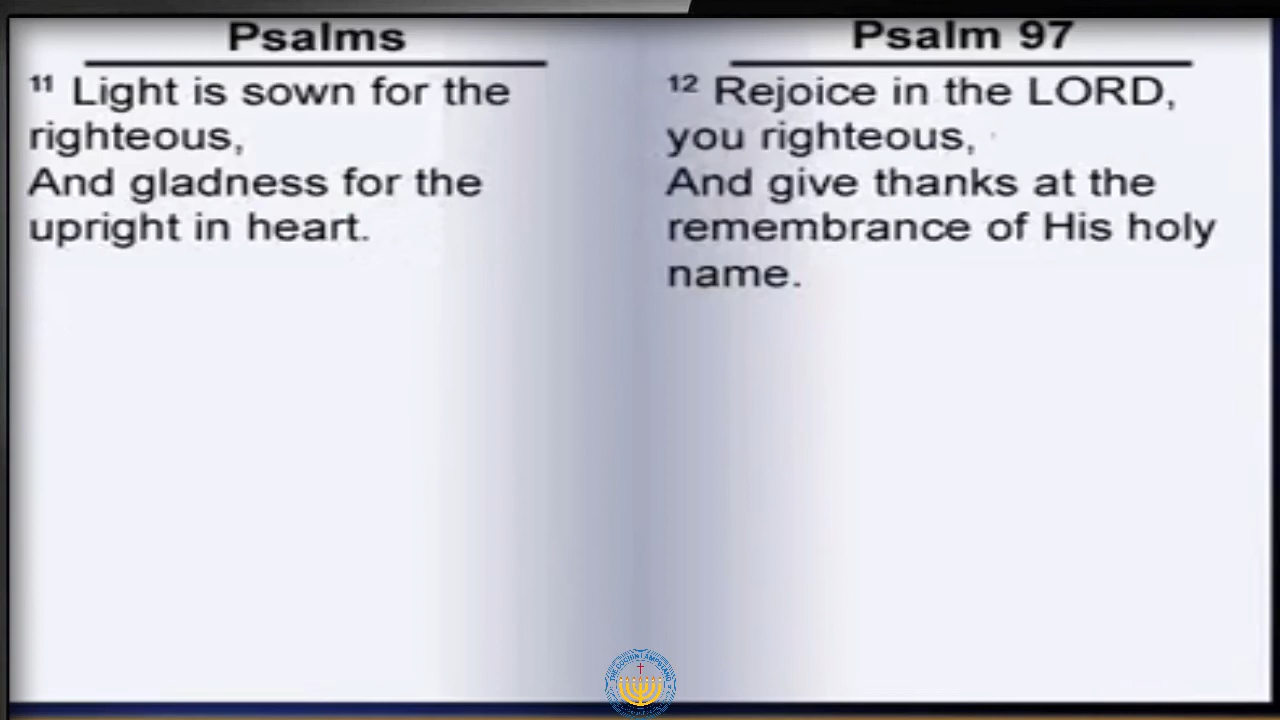 Psalms
¹¹ Light is sown for the
righteous,
And gladness for the
upright in heart.
Psalm 97
¹² Rejoice in the LORD,
you righteous,
And give thanks at the
remembrance of His holy
name.